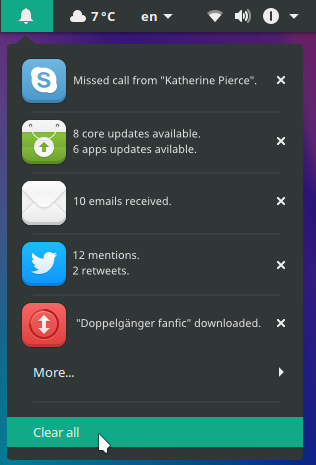 7 °C
en
Missed call from "Katherine Pierce".
8 core updates available.
6 apps updates avilable.
10 emails received.
12 mentions.
2 retweets.
"Doppelgänger fanfic" downloaded.
More...
Clear all